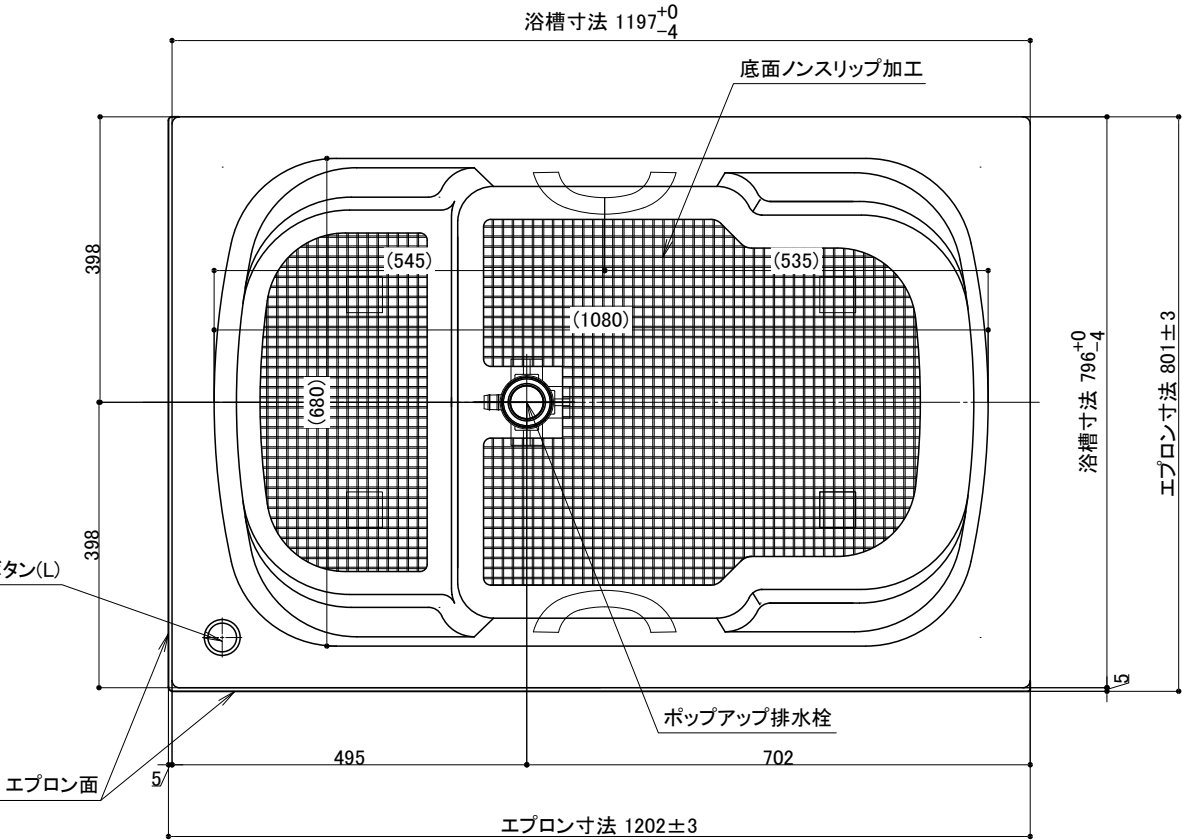 浴槽寸法 1197+0
-4
底面ノンスリップ加工
398
(545)
(535)
(1080)
(680)
浴槽寸法 796+0
-4
エプロン寸法 801±3
398
タン(L)
5
ポップアップ排水栓
495
702
エプロン面
5
エプロン寸法 1202±3